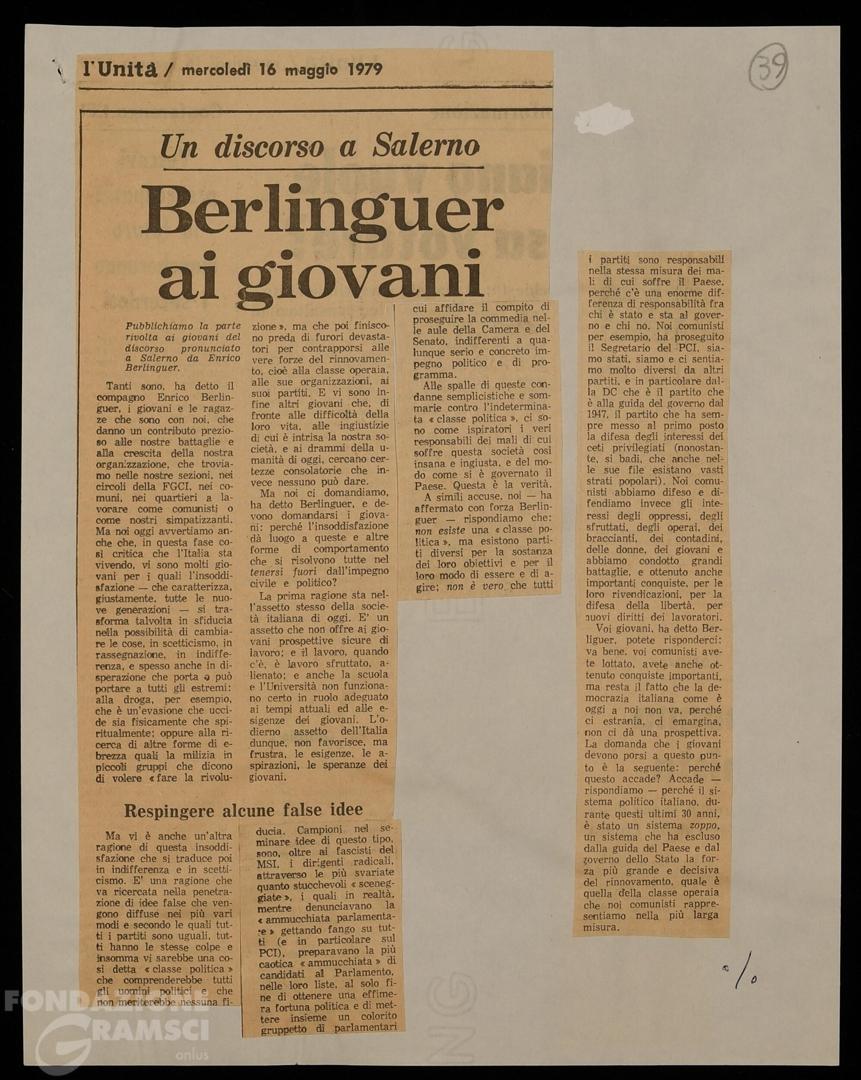 l'Unità / mercoledì 16 maggio 1979
39
Un discorso a Salerno
Berlinguer
ai giovani
Pubblichiamo la parte
rivolta ai giovani del
discorso pronunciato
a Salerno da Enrico
Berlinguer.
Tanti sono, ha detto il
compagno Enrico Berlin-
guer, i giovani e le ragaz-
ze che sono con noi, che
danno un contributo prezio-
so alle nostre battaglie e
alla crescita della nostra
organizzazione, che trovia-
mo nelle nostre sezioni, nei
circoli della FGCI, nei co-
muni, nei quartieri a la-
vorare come comunisti o
come nostri simpatizzanti.
Ma noi oggi avvertiamo an-
che che, in questa fase co-
sì critica che l'Italia sta
vivendo, vi sono molti gio-
vani per i quali l'insoddi-
sfazione — che caratterizza,
giustamente, tutte le nuo-
ve generazioni — si tra-
sforma talvolta in sfiducia
nella possibilità di cambia-
re le cose, in scetticismo, in
rassegnazione, in indiffe-
renza, e spesso anche in di-
sperazione che porta o può
portare a tutti gli estremi:
alla droga, per esempio,
che è un'evasione che ucci-
de sia fisicamente che spi-
ritualmente; oppure alla ri-
cerca di altre forme di e-
brezza quali la milizia in
piccoli gruppi che dicono
di volere « fare la rivolu-
zione », ma che poi finisco-
no preda di furori devasta-
tori per contrapporsi alle
vere forze del rinnovamen-
to, cioè alla classe operaia,
alle sue organizzazioni, ai
suoi partiti. E vi sono in-
fine altri giovani che, di
fronte alle difficoltà della
loro vita, alle ingiustizie
di cui è intrisa la nostra so-
cietà, e ai drammi della u-
manità di oggi, cercano cer-
tezze consolatorie che in-
vece nessuno può dare.
Ma noi ci domandiamo,
ha detto Berlinguer, e de-
vono domandarsi i giova-
ni: perché l'insoddisfazione
dà luogo a queste e altre
forme di comportamento
che si risolvono tutte nel
tenersi fuori dall'impegno
civile e politico?
La prima ragione sta nel-
l'assetto stesso della socie-
tà italiana di oggi. E' un
assetto che non offre ai gio-
vani prospettive sicure di
lavoro; e il lavoro, quando
c'è, è lavoro sfruttato, a-
lienato; e anche la scuola
e l'Università non funziona-
no certo in ruolo adeguato
ai tempi attuali ed alle e-
sigenze dei giovani. L'o-
dierno assetto dell'Italia
dunque, non favorisce, ma
frustra, le esigenze, le a-
spirazioni, le speranze dei
giovani.
Respingere alcune false idee
Ma vi è anche un'altra
ragione di questa insoddi-
sfazione che si traduce poi
in indifferenza e in scetti-
cismo. E' una ragione che
va ricercata nella penetra-
zione di idee false che ven-
gono diffuse nei più vari
modi e secondo le quali tut-
ti i partiti sono uguali, tut-
ti hanno le stesse colpe e
insomma vi sarebbe una co-
sì detta « classe politica »
che comprenderebbe tutti
gli uomini politici e che
non meriterebbe nessuna fi-
ducia. Campioni nel se-
minare idee di questo tipo,
sono, oltre ai fascisti del
MSI, i dirigenti radicali,
attraverso le più svariate
quanto stucchevoli « sceneg-
giate », i quali in realtà,
mentre denunciavano la
« ammucchiata parlamenta-
re » gettando fango su tut-
ti (e in particolare sul
PCI), preparavano la più
caotica « ammucchiata » di
candidati al Parlamento,
nelle loro liste, al solo fi-
ne di ottenere una effime-
ra fortuna politica e di met-
tere insieme un colorito
gruppetto di parlamentari
cui affidare il compito di
proseguire la commedia nel-
le aule della Camera e del
Senato, indifferenti a qua-
lunque serio e concreto im-
pegno politico e di pro-
gramma.
Alle spalle di queste con-
danne semplicistiche e som-
marie contro l'indetermina-
ta « classe politica », ci so-
no come ispiratori i veri
responsabili dei mali di cui
soffre questa società così
insana e ingiusta, e del mo-
do come si è governato il
Paese. Questa è la verità.
A simili accuse, noi — ha
affermato con forza Berlin-
guer — rispondiamo che:
non esiste una « classe po-
litica », ma esistono parti-
ti diversi per la sostanza
dei loro obiettivi e per il
loro modo di essere e di a-
gire; non è vero che tutti
i partiti sono responsabili
nella stessa misura dei ma-
li di cui soffre il Paese,
perché c'è una enorme dif-
ferenza di responsabilità fra
chi è stato e sta al gover-
no e chi no. Noi comunisti
per esempio, ha proseguito
il Segretario del PCI, sia-
mo stati, siamo e ci sentia-
mo molto diversi da altri
partiti, e in particolare dal-
la DC che è il partito che
è alla guida del governo dal
1947, il partito che ha sem-
pre messo al primo posto
la difesa degli interessi dei
ceti privilegiati (nonostan-
te, si badi, che anche nel-
le sue file esistano vasti
strati popolari). Noi comu-
nisti abbiamo difeso e di-
fendiamo invece gli inte-
ressi degli oppressi, degli
sfruttati, degli operai, dei
braccianti, dei contadini,
delle donne, dei giovani e
abbiamo condotto grandi
battaglie, e ottenuto anche
importanti conquiste, per le
loro rivendicazioni, per la
difesa della libertà, per
nuovi diritti dei lavoratori.
Voi giovani, ha detto Ber-
liguer, potete risponderci:
va bene, voi comunisti ave-
te lottato, avete anche ot-
tenuto conquiste importanti,
ma resta il fatto che la de-
mocrazia italiana come è
oggi a noi non va, perché
ci estrania, ci emargina,
non ci dà una prospettiva.
La domanda che i giovani
devono porsi a questo pun-
to è la seguente: perché
questo accade? Accade —
rispondiamo — perché il si-
stema politico italiano, du-
rante questi ultimi 30 anni,
è stato un sistema zoppo,
un sistema che ha escluso
dalla guida del Paese e dal
governo dello Stato la for-
za più grande e decisiva
del rinnovamento, quale è
quella della classe operaia
che noi comunisti rappre-
sentiamo nella più larga
misura.
FONDAZIONE
GRAMSCI
onlus